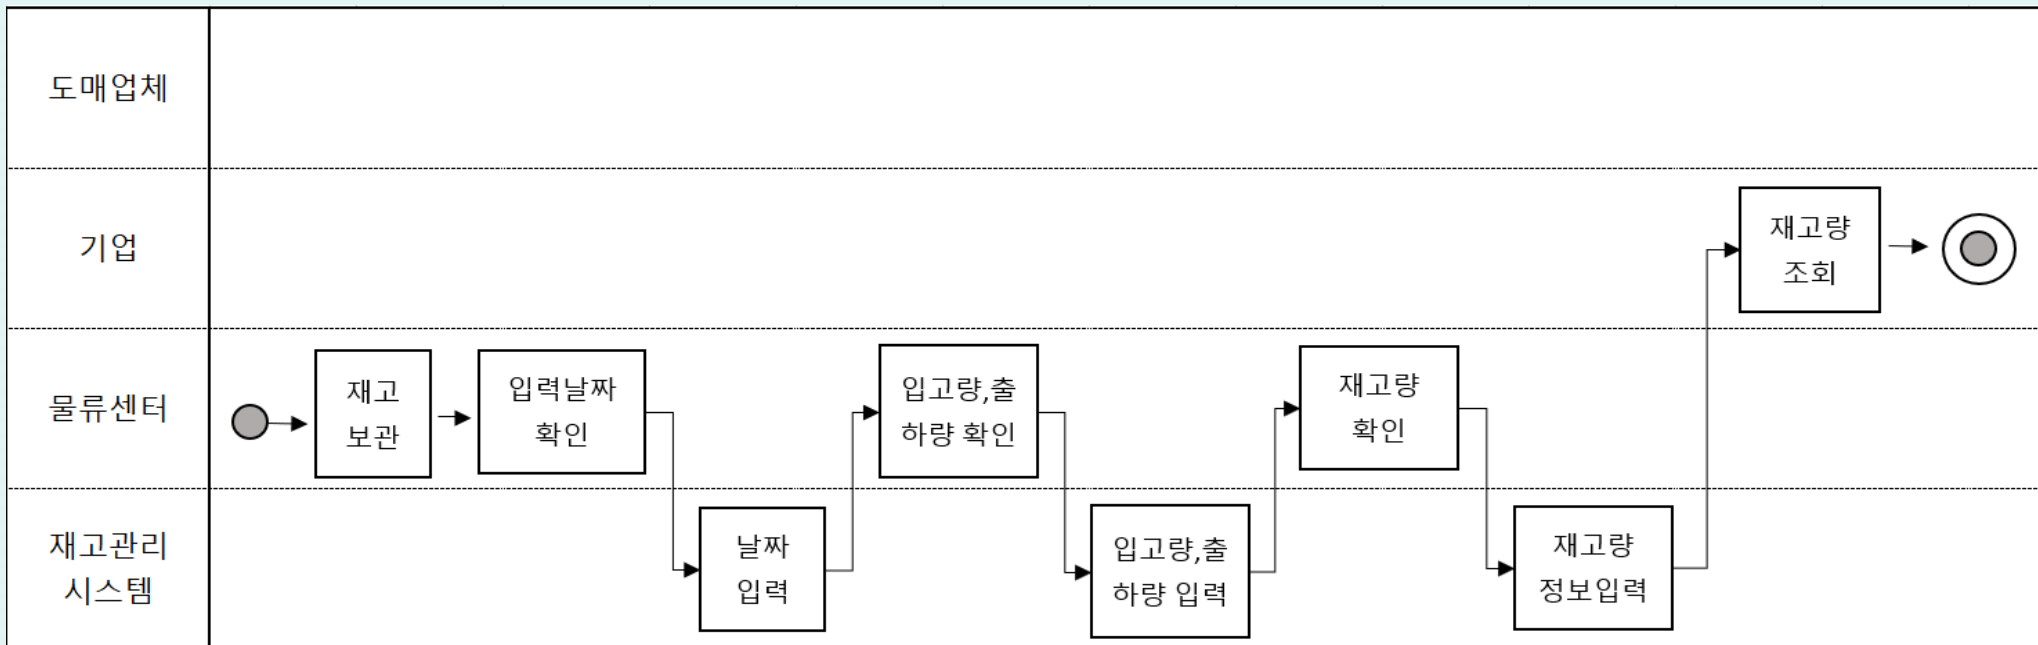 도매업체
기업
재고량
조회
물류센터
재고
보관
입력날짜
확인
입고량,출
하량 확인
재고량
확인
재고관리
시스템
날짜
입력
입고량,출
하량 입력
재고량
정보입력